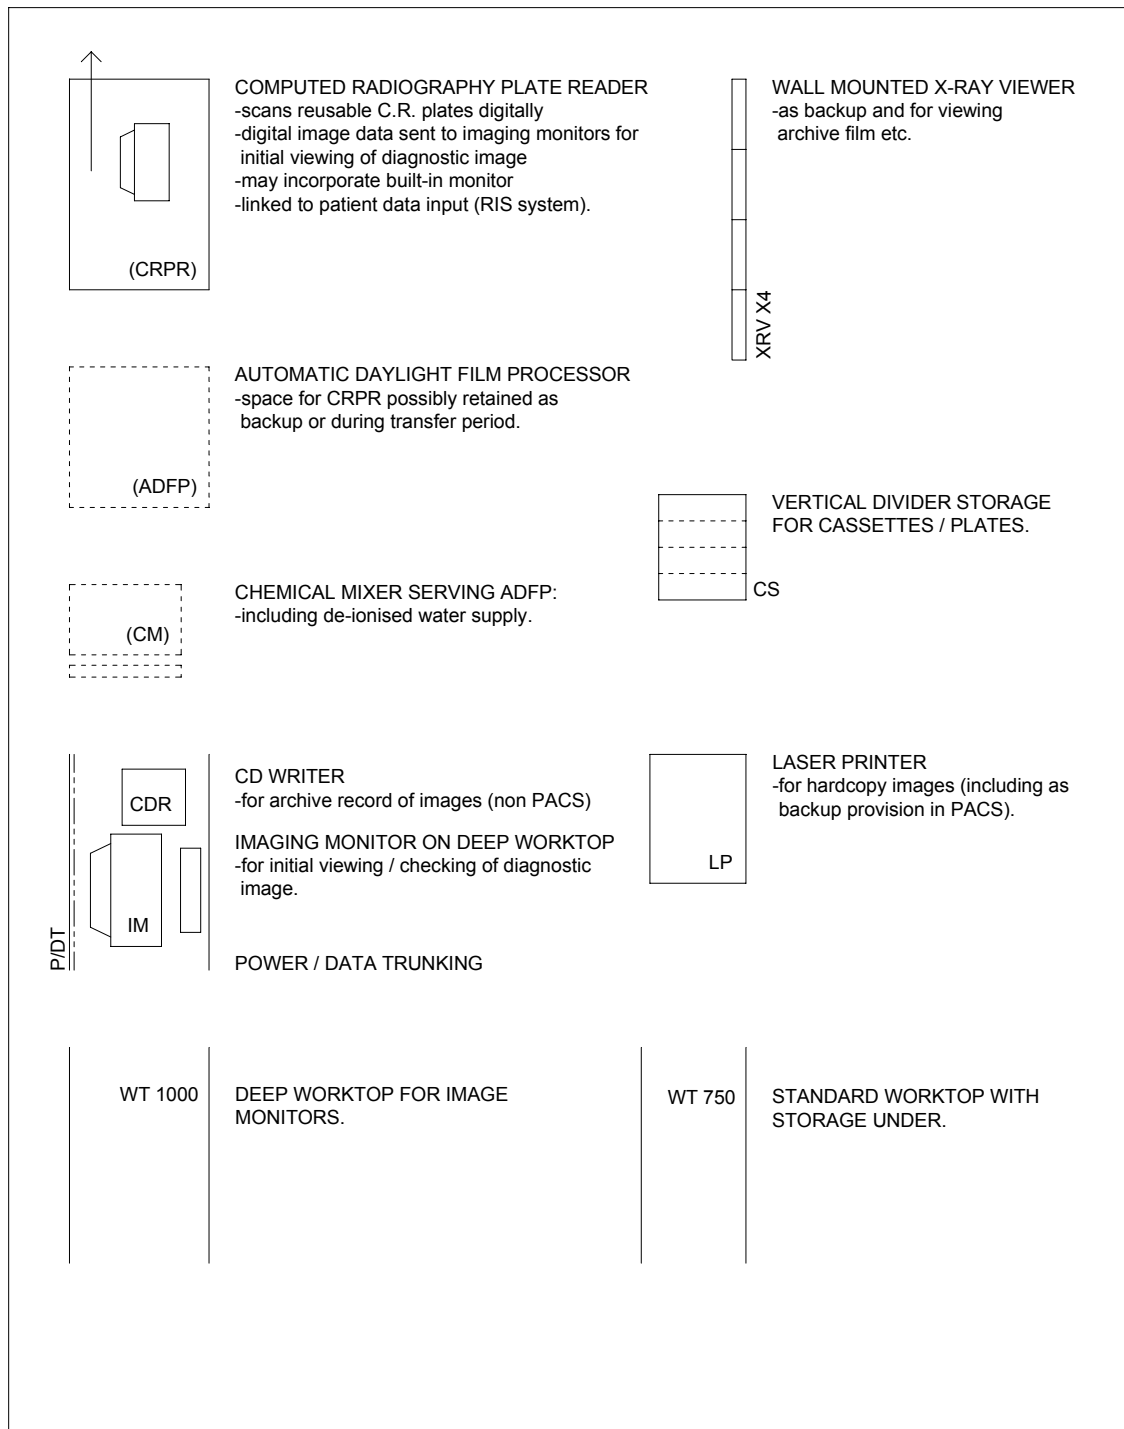 COMPUTED RADIOGRAPHY PLATE READER
-scans reusable C.R. plates digitally
-digital image data sent to imaging monitors for
initial viewing of diagnostic image
-may incorporate built-in monitor
-linked to patient data input (RIS system).
(CRPR)
WALL MOUNTED X-RAY VIEWER
-as backup and for viewing
archive film etc.
XRV X4
AUTOMATIC DAYLIGHT FILM PROCESSOR
-space for CRPR possibly retained as
backup or during transfer period.
(ADFP)
VERTICAL DIVIDER STORAGE
FOR CASSETTES / PLATES.
CS
CHEMICAL MIXER SERVING ADFP:
-including de-ionised water supply.
(CM)
CD WRITER
-for archive record of images (non PACS)
CDR
IMAGING MONITOR ON DEEP WORKTOP
-for initial viewing / checking of diagnostic
image.
IM
P/DT
POWER / DATA TRUNKING
LASER PRINTER
-for hardcopy images (including as
backup provision in PACS).
LP
WT 1000
DEEP WORKTOP FOR IMAGE
MONITORS.
WT 750
STANDARD WORKTOP WITH
STORAGE UNDER.